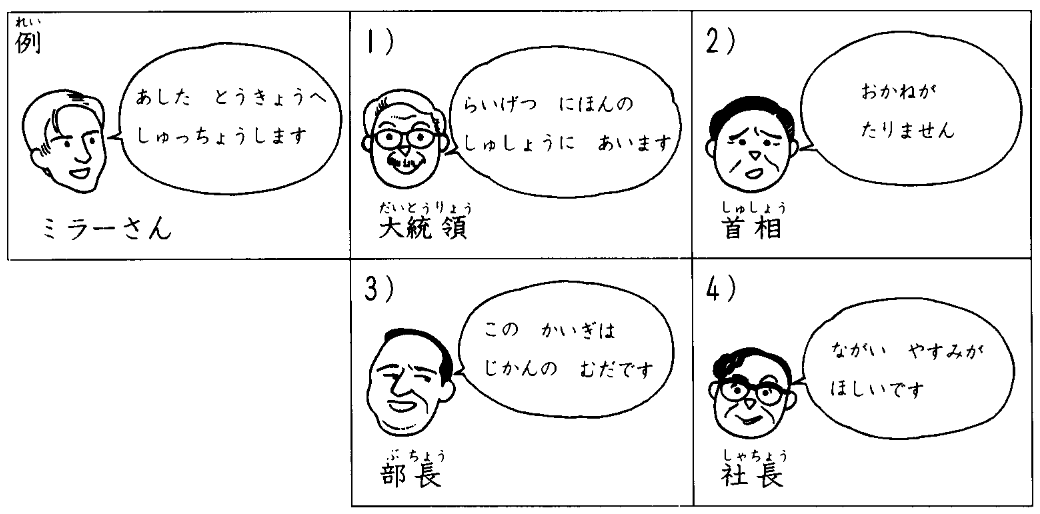 れい
例
あした とうきょうへ
しゅっちょうします
ミラーさん
1)
らいげつ にほんの
しゅしょうに あいます
だいとうりょう
大統領
2)
おかねが
たりません
しゅしょう
首相
3)
この かいぎは
じかんの むだです
ぶちょう
部長
4)
ながい やすみが
ほしいです
しゃちょう
社長